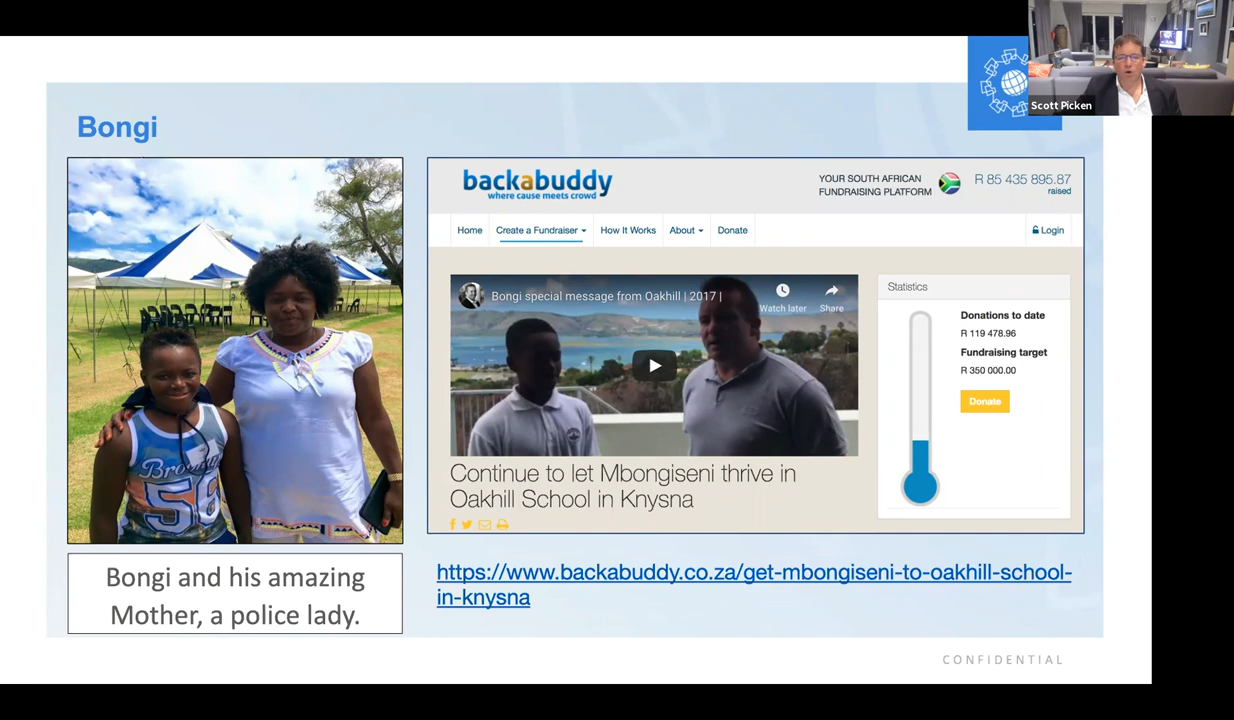 Scott Picken
Bongi
backabuddy
where cause meets crowd
YOUR SOUTH AFRICAN
FUNDRAISING PLATFORM
R 85 435 895.87
raised
Home
Create a Fundraiser
How It Works
About
Donate
Login
Bongi special message from Oakhill | 2017 |
Watch later
Share
Statistics
Donations to date
R 119 478.96
Fundraising target
R 350 000.00
Donate
Continue to let Mbongiseni thrive in
Oakhill School in Knysna
56
Bongi and his amazing
Mother, a police lady.
https://www.backabuddy.co.za/get-mbongiseni-to-oakhill-school-
in-knysna
CONFIDENTIAL